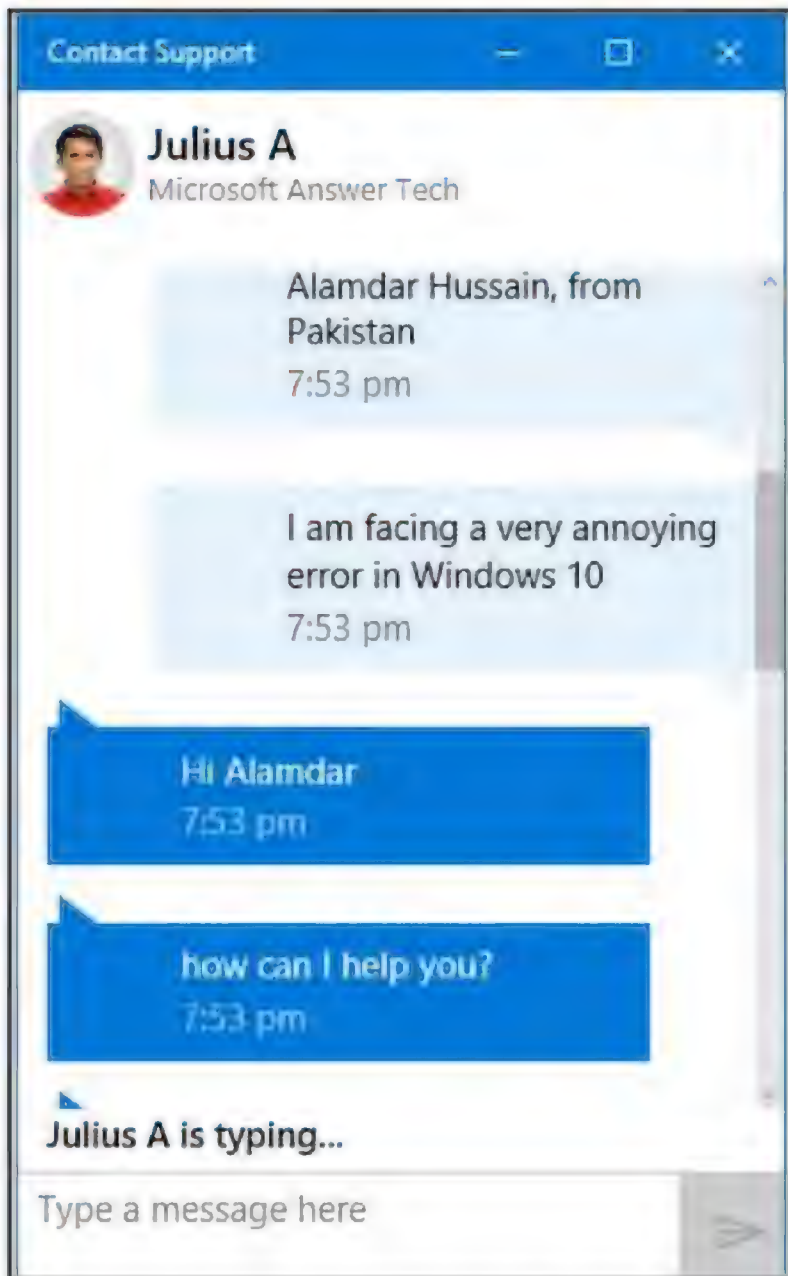 Contact Support
Julius A
Microsoft Answer Tech
Alamdar Hussain, from
Pakistan
7:53 pm
I am facing a very annoying
error in Windows 10
7:53 pm
Hi Alamdar
7:53 pm
how can I help you?
7:53 pm
Julius A is typing...
Type a message here